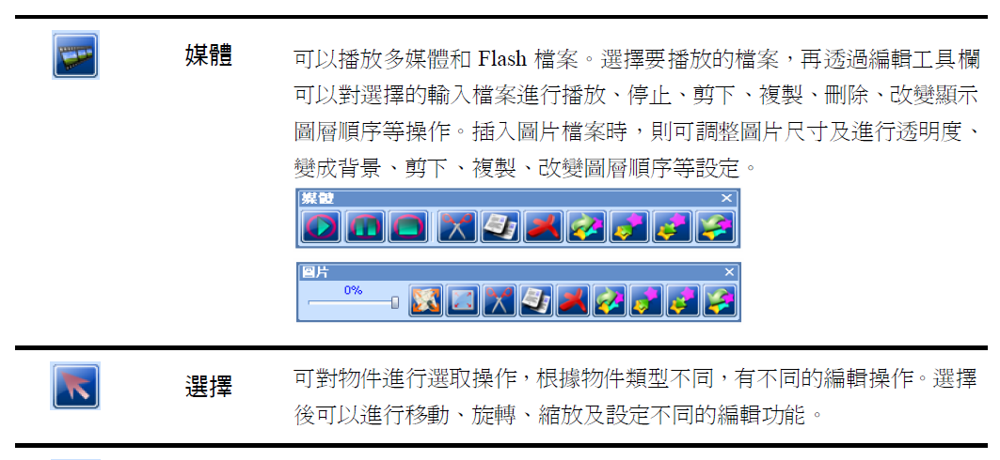 媒體
可以播放多媒體和 Flash 檔案。選擇要播放的檔案，再透過編輯工具欄
可以對選擇的輸入檔案進行播放、停止、剪下、複製、刪除、改變顯示
圖層順序等操作。插入圖片檔案時，則可調整圖片尺寸及進行透明度、
變成背景、剪下、複製、改變圖層順序等設定。
媒體
圖片
0%
選擇
可對物件進行選取操作，根據物件類型不同，有不同的編輯操作。選擇
後可以進行移動、旋轉、縮放及設定不同的編輯功能。